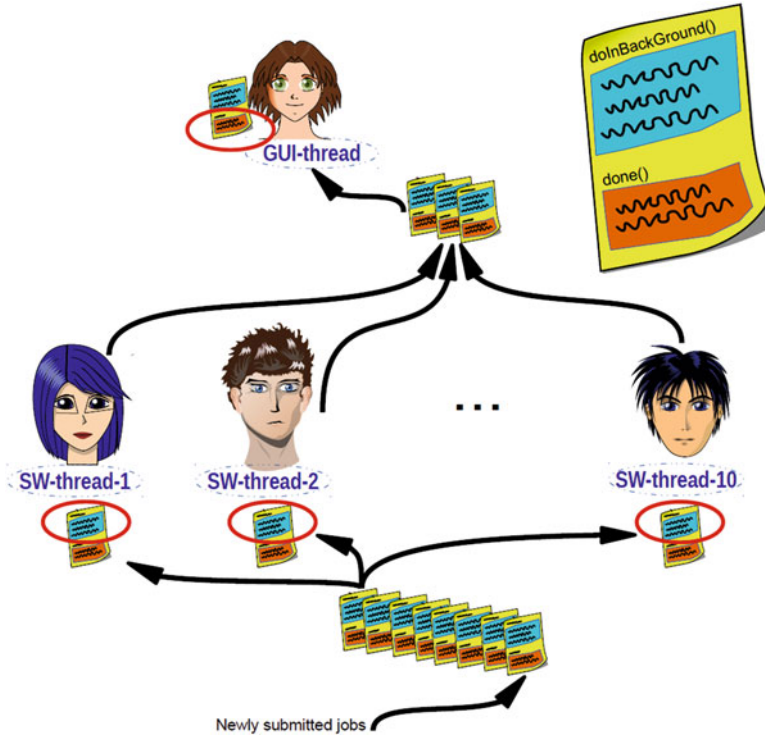 doInBackGround()
done()
GUI-thread
...
SW-thread-1
SW-thread-2
SW-thread-10
Newly submitted jobs